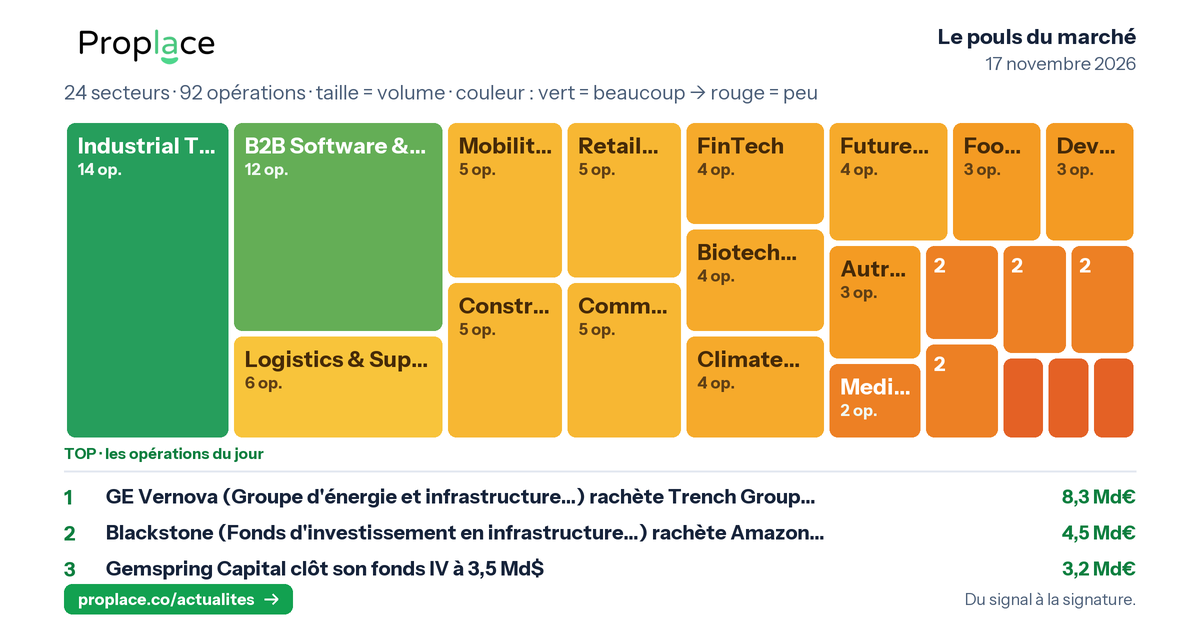 Proplace
Le pouls du marché
17 novembre 2026
24 secteurs · 92 opérations · taille = volume · couleur : vert = beaucoup → rouge = peu
Industrial T...
14 op.
B2B Software &...
12 op.
Logistics & Sup...
6 op.
Mobilit...
5 op.
Retail...
5 op.
Constr...
5 op.
Comm...
5 op.
FinTech
4 op.
Biotech...
4 op.
Climate...
4 op.
Future...
4 op.
Foo...
3 op.
Dev...
3 op.
Autr...
3 op.
Medi...
2 op.
2
2
2
2
TOP · les opérations du jour
1 GE Vernova (Groupe d'énergie et infrastructure...) rachète Trench Group... 8,3 Md€
2 Blackstone (Fonds d'investissement en infrastructure...) rachète Amazon... 4,5 Md€
3 Gemspring Capital clôt son fonds IV à 3,5 Md$ 3,2 Md€
proplace.co/actualites →
Du signal à la signature.